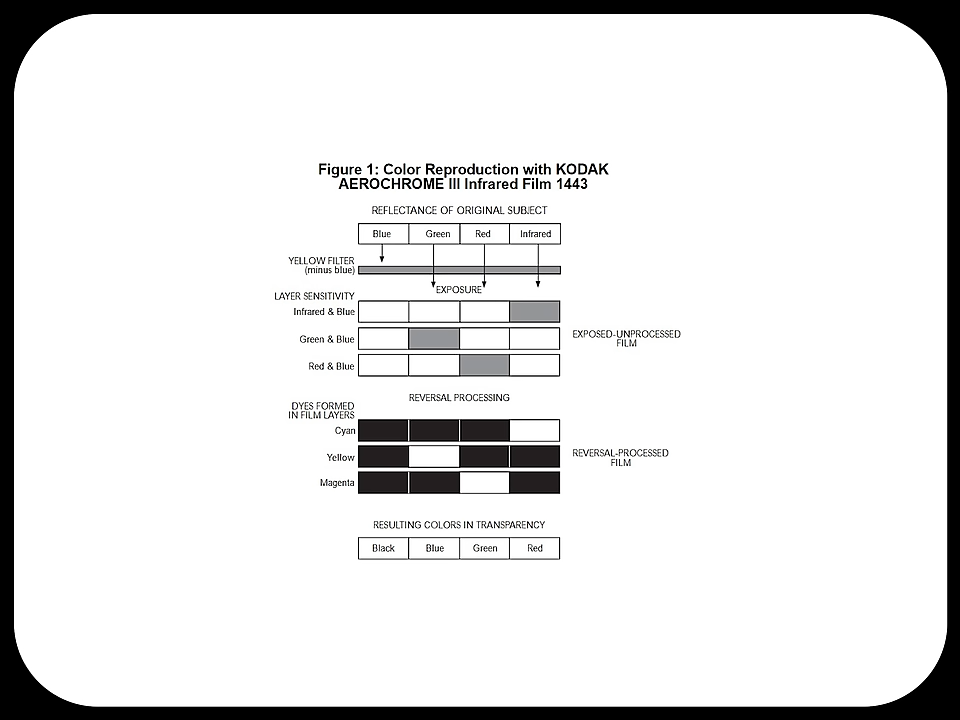 Figure 1: Color Reproduction with KODAK
AEROCHROME III Infrared Film 1443
REFLECTANCE OF ORIGINAL SUBJECT
Blue Green Red Infrared
YELLOW FILTER
(minus blue)
EXPOSURE
LAYER SENSITIVITY
Infrared & Blue
Green & Blue
Red & Blue
EXPOSED-UNPROCESSED
FILM
REVERSAL PROCESSING
DYES FORMED
IN FILM LAYERS
Cyan
Yellow
Magenta
REVERSAL-PROCESSED
FILM
RESULTING COLORS IN TRANSPARENCY
Black Blue Green Red